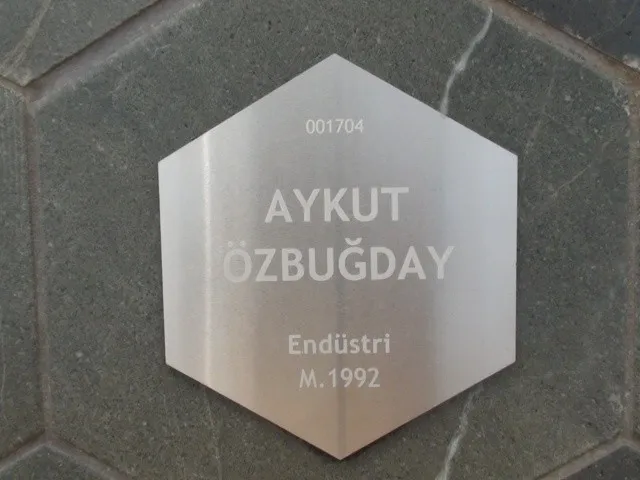 001704
AYKUT
ÖZBUĞDAY
Endüstri
M.1992